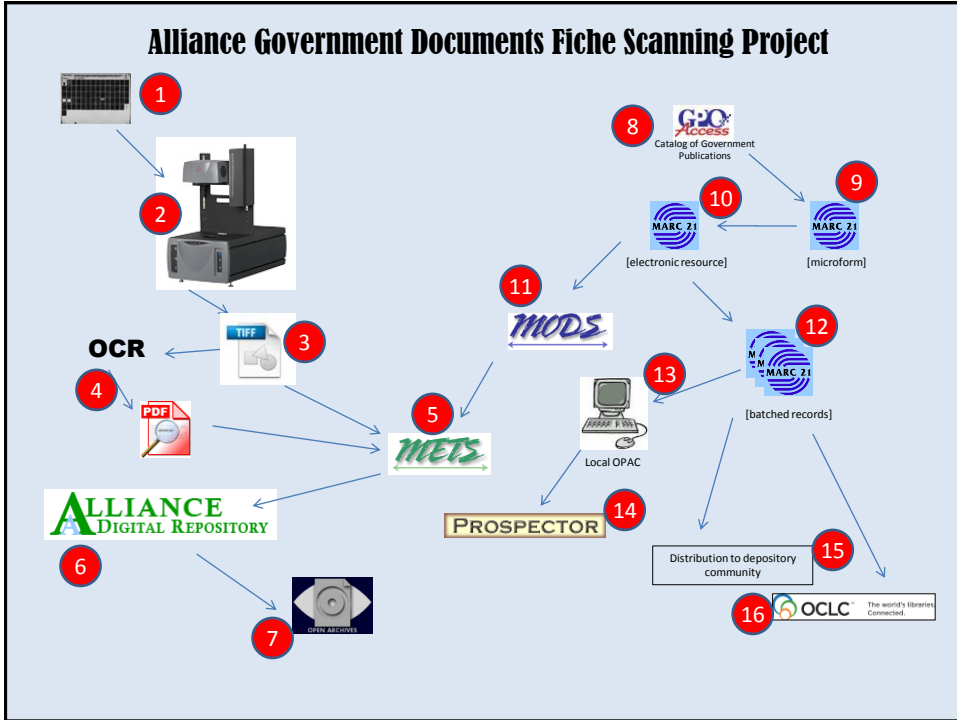 Alliance Government Documents Fiche Scanning Project
1
2
TIFF
3
OCR
4
PDF
5
METS
ALLIANCE
DIGITAL REPOSITORY
6
7
OPEN ARCHIVES
8
GPO
Access
Catalog of Government
Publications
9
MARC 21
[microform]
10
MARC 21
[electronic resource]
11
MODS
12
M
M
MARC 21
[batched records]
13
Local OPAC
PROSPECTOR
14
Distribution to depository
community
15
16
OCLC™
The world's libraries.
Connected.